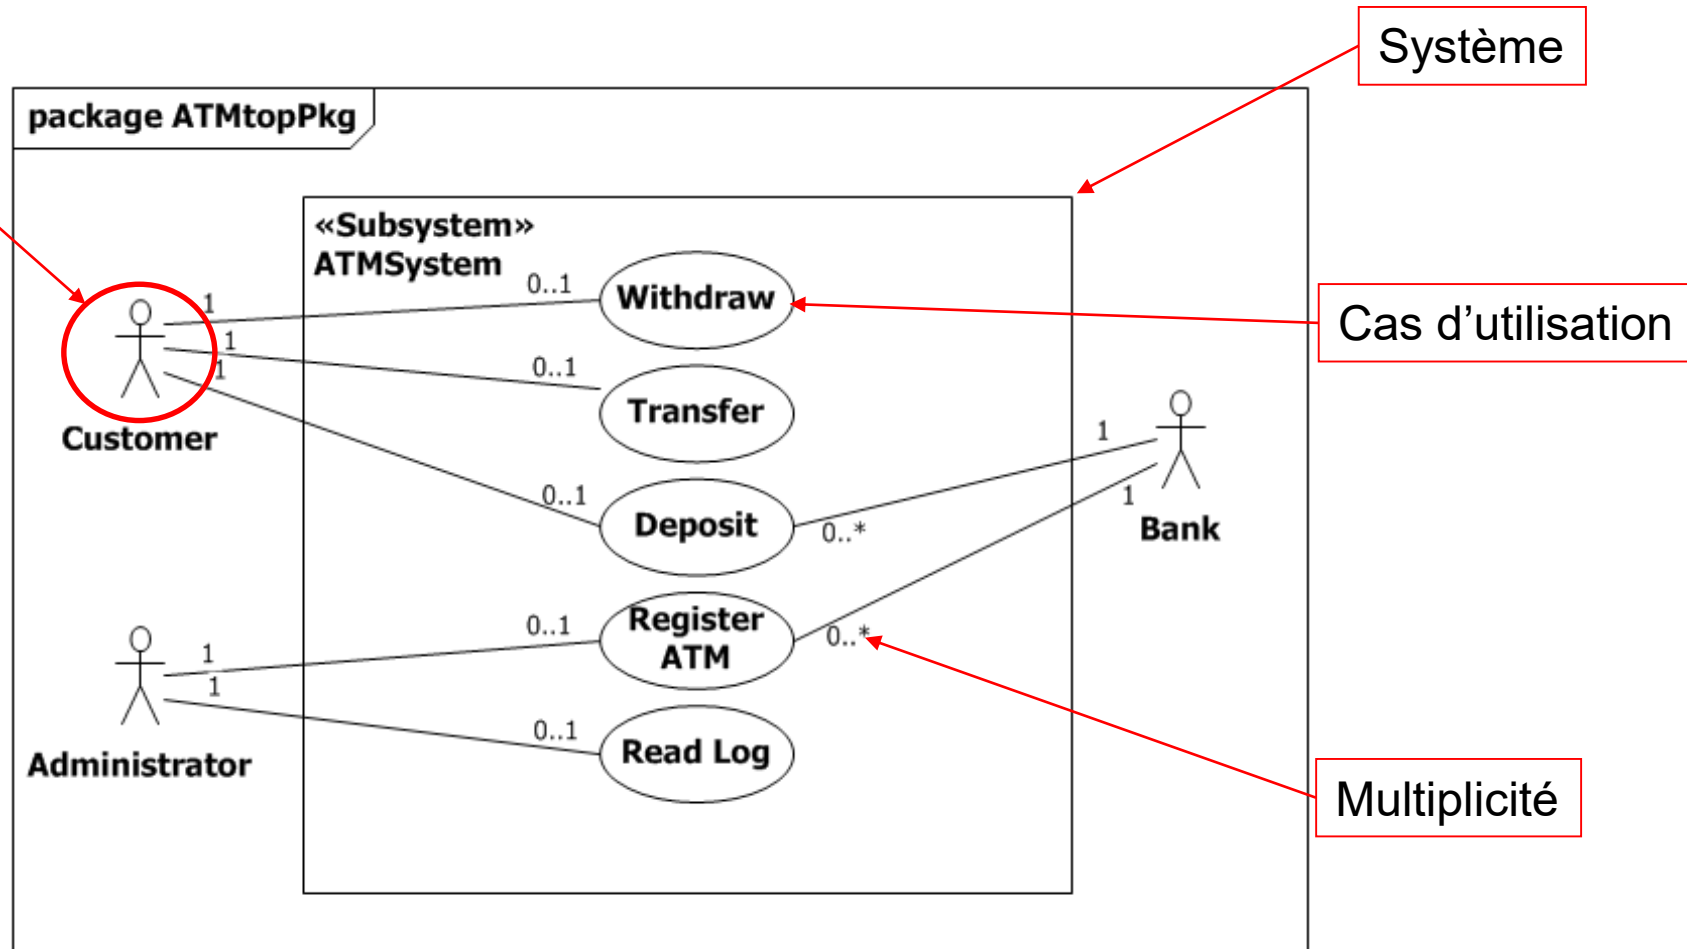 Système
package ATMtopPkg
«Subsystem»
ATMSystem
1
0..1
Withdraw
Cas d’utilisation
1
0..1
Transfer
1
Customer
0..1
Deposit
0..*
1
1
Bank
1
0..1
Register
ATM
0..*
1
0..1
Read Log
Administrator
Multiplicité